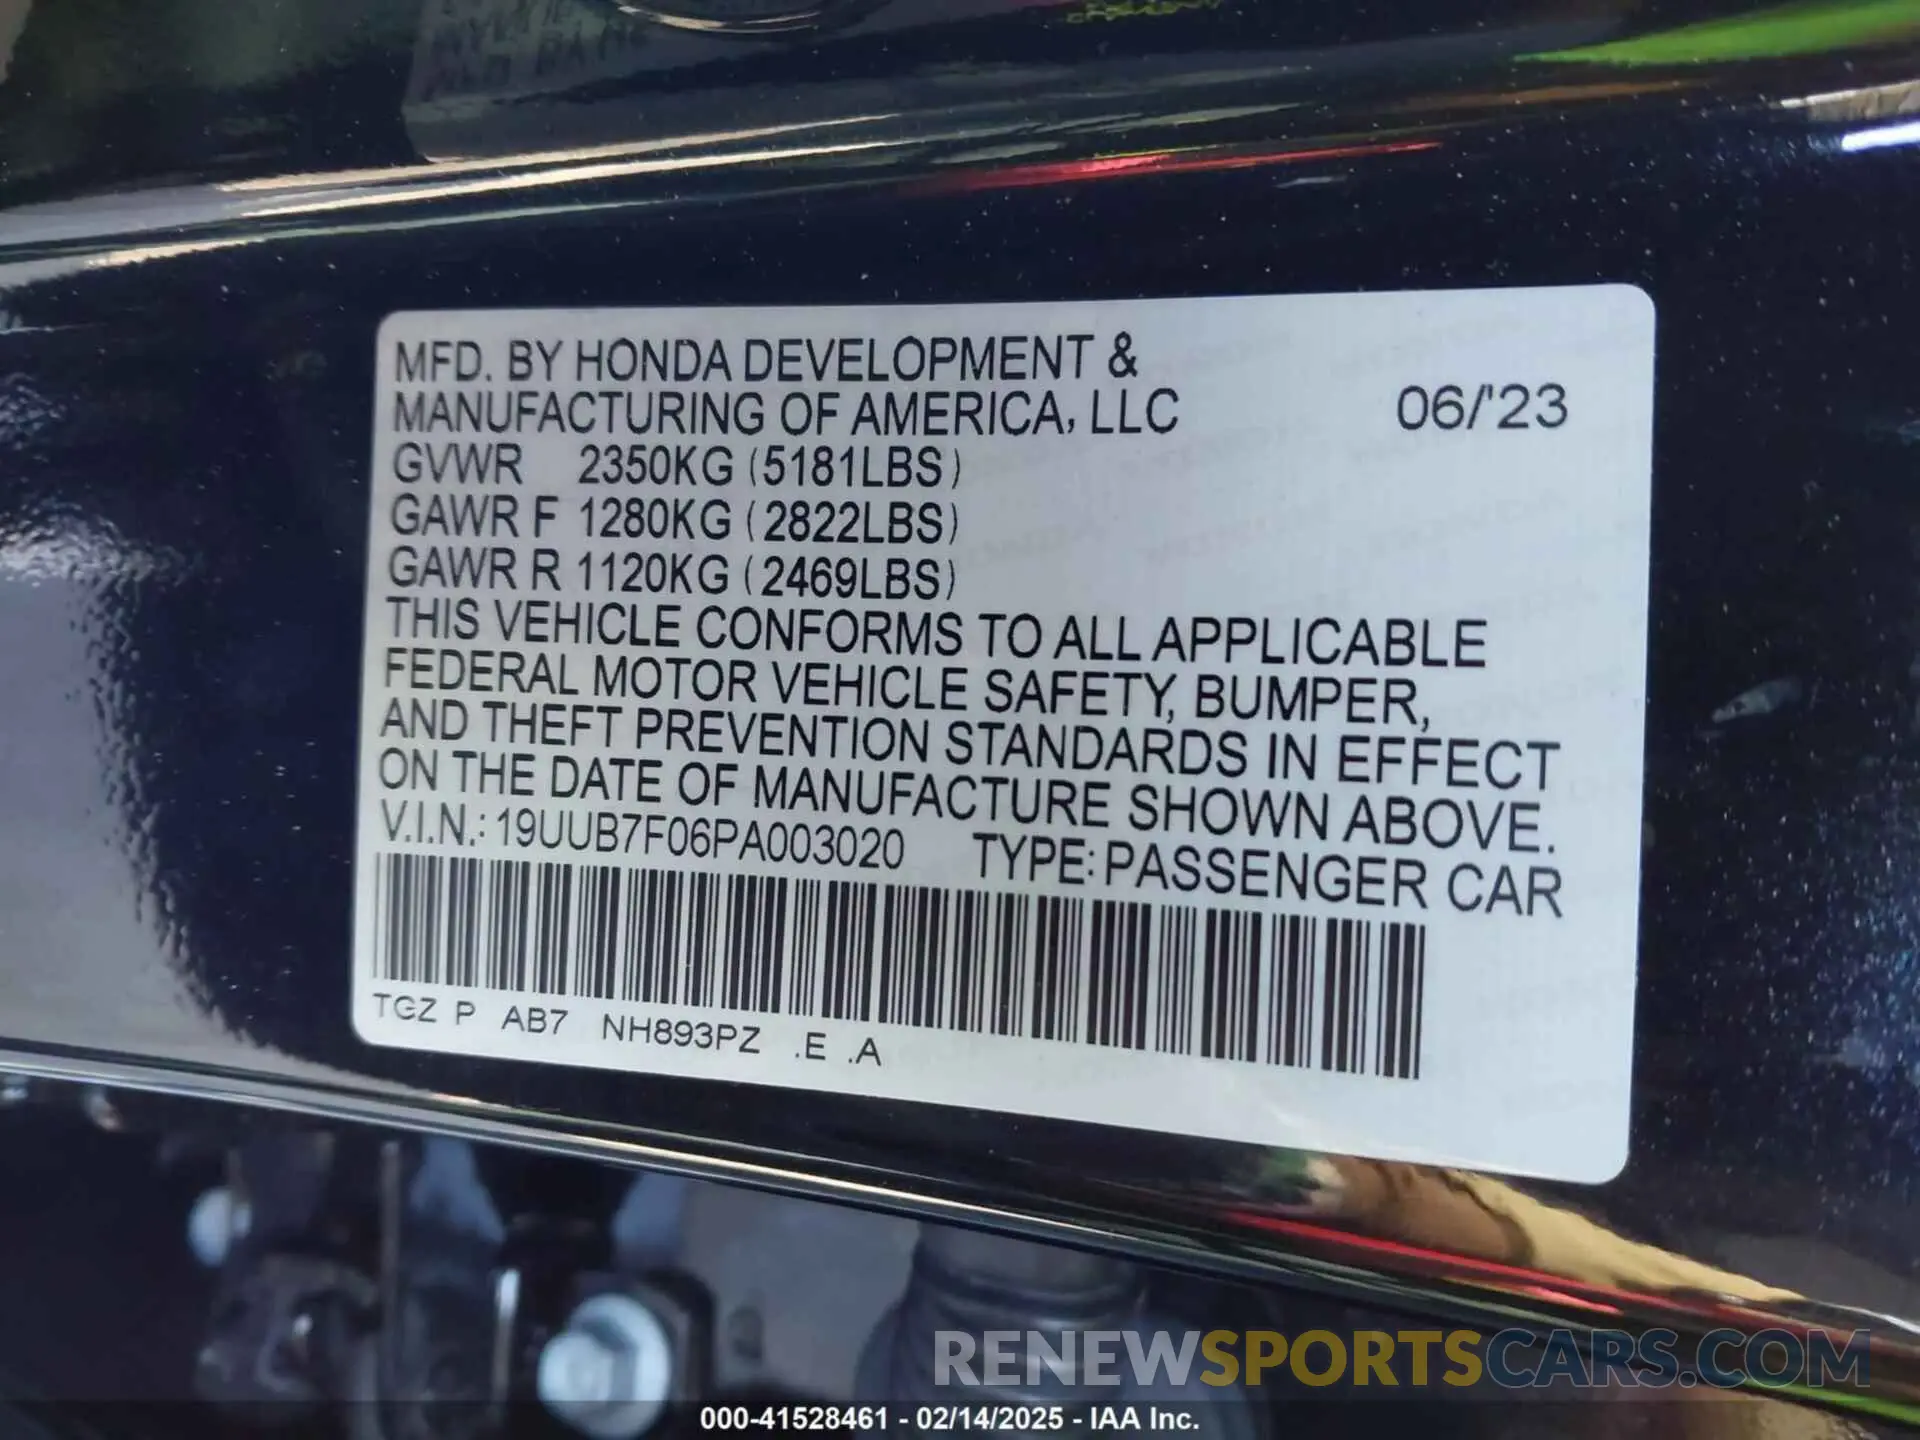 MFD. BY HONDA DEVELOPMENT &
MANUFACTURING OF AMERICA, LLC 06/'23
GVWR 2350KG (5181LBS)
GAWR F 1280KG (2822LBS)
GAWR R 1120KG (2469LBS)
THIS VEHICLE CONFORMS TO ALL APPLICABLE
FEDERAL MOTOR VEHICLE SAFETY, BUMPER,
AND THEFT PREVENTION STANDARDS IN EFFECT
ON THE DATE OF MANUFACTURE SHOWN ABOVE.
V.I.N.: 19UUB7F06PA003020 TYPE: PASSENGER CAR
TGZ P AB7 NH893PZ .E .A
RENEWSPORTSCARS.COM
000-41528461 - 02/14/2025 - IAA Inc.